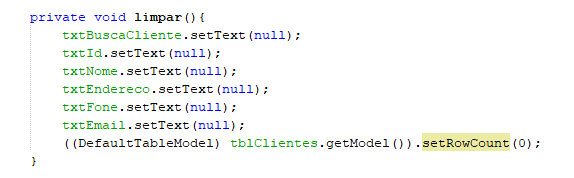 private void limpar(){
txtBuscaCliente.setText(null);
txtId.setText(null);
txtNome.setText(null);
txtEndereco.setText(null);
txtFone.setText(null);
txtEmail.setText(null);
((DefaultTableModel) tblClientes.getModel()).setRowCount(0);
}